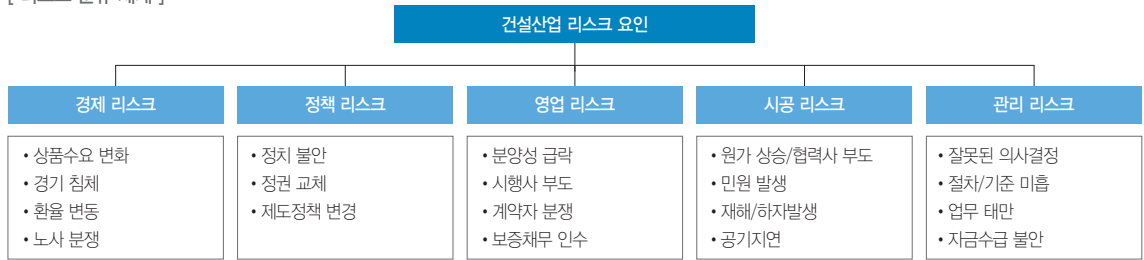 건설산업 리스크 요인
경제 리스크
• 상품수요 변화
• 경기 침체
• 환율 변동
• 노사 분쟁
정책 리스크
• 정치 불안
• 정권 교체
• 제도정책 변경
영업 리스크
• 분양성 급락
• 시행사 부도
• 계약자 분쟁
• 보증채무 인수
시공 리스크
• 원가 상승/협력사 부도
• 민원 발생
• 재해/하자발생
• 공기지연
관리 리스크
• 잘못된 의사결정
• 절차/기준 미흡
• 업무 태만
• 자금수급 불안